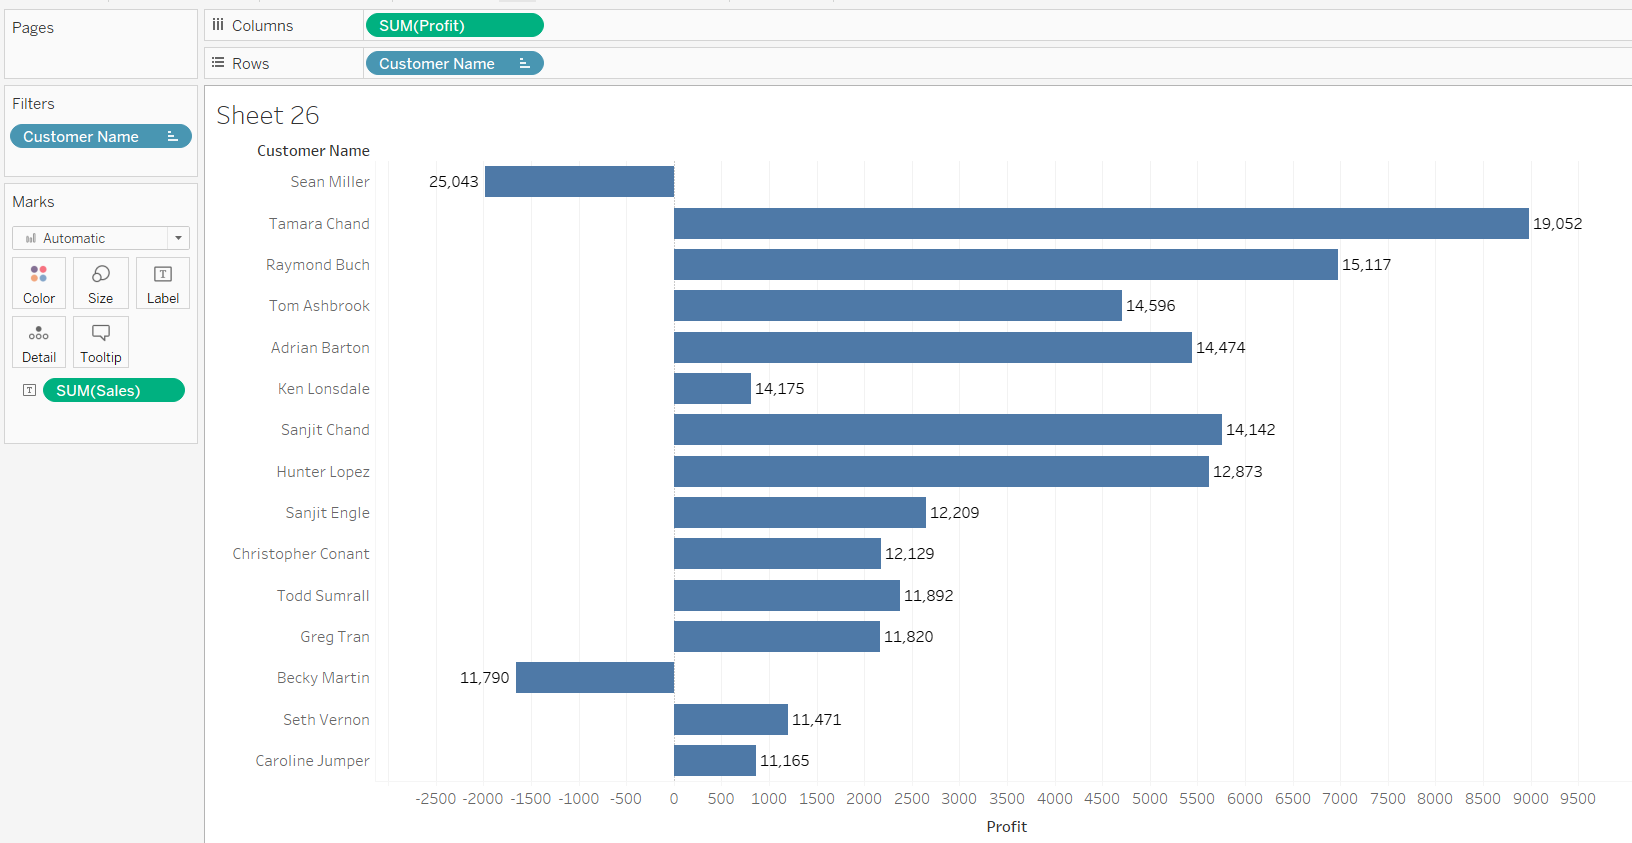 Pages
Columns SUM(Profit)
Rows Customer Name
Filters
Customer Name
Marks
Automatic
Color Size Label
Detail Tooltip
T SUM(Sales)
Sheet 26
Customer Name
Sean Miller 25,043
Tamara Chand 19,052
Raymond Buch 15,117
Tom Ashbrook 14,596
Adrian Barton 14,474
Ken Lonsdale 14,175
Sanjit Chand 14,142
Hunter Lopez 12,873
Sanjit Engle 12,209
Christopher Conant 12,129
Todd Sumrall 11,892
Greg Tran 11,820
Becky Martin 11,790
Seth Vernon 11,471
Caroline Jumper 11,165
-2500 -2000 -1500 -1000 -500 0 500 1000 1500 2000 2500 3000 3500 4000 4500 5000 5500 6000 6500 7000 7500 8000 8500 9000 9500
Profit